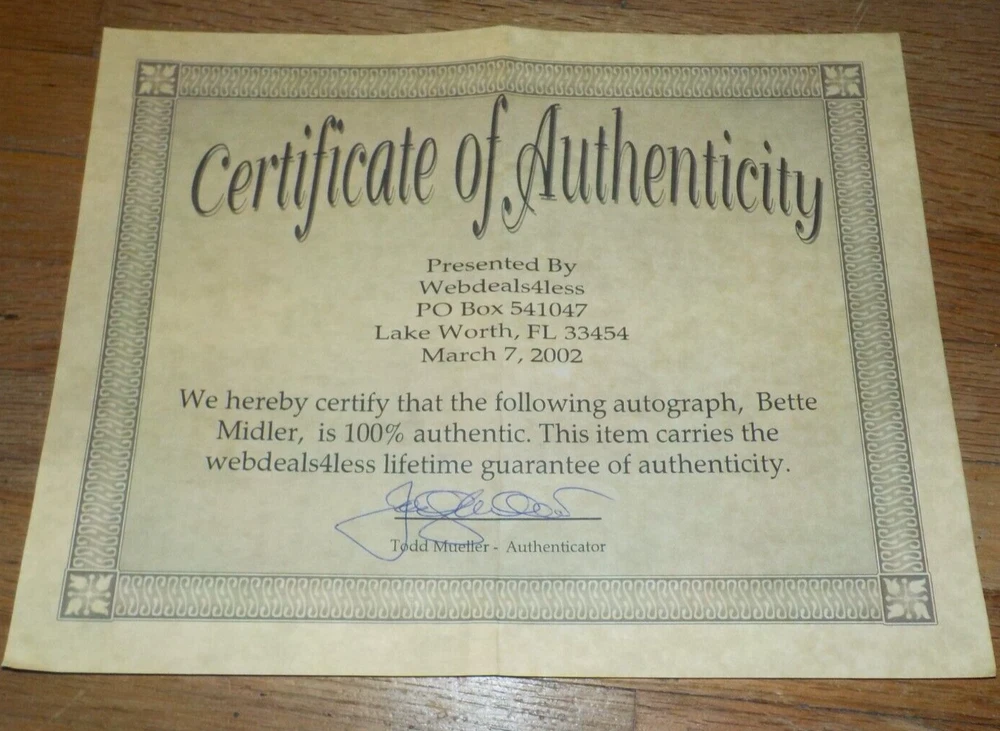 Certificate of Authenticity
Presented By
Webdeals4less
PO Box 541047
Lake Worth, FL 33454
March 7, 2002
We hereby certify that the following autograph, Bette
Midler, is 100% authentic. This item carries the
webdeals4less lifetime guarantee of authenticity.
Todd Mueller - Authenticator